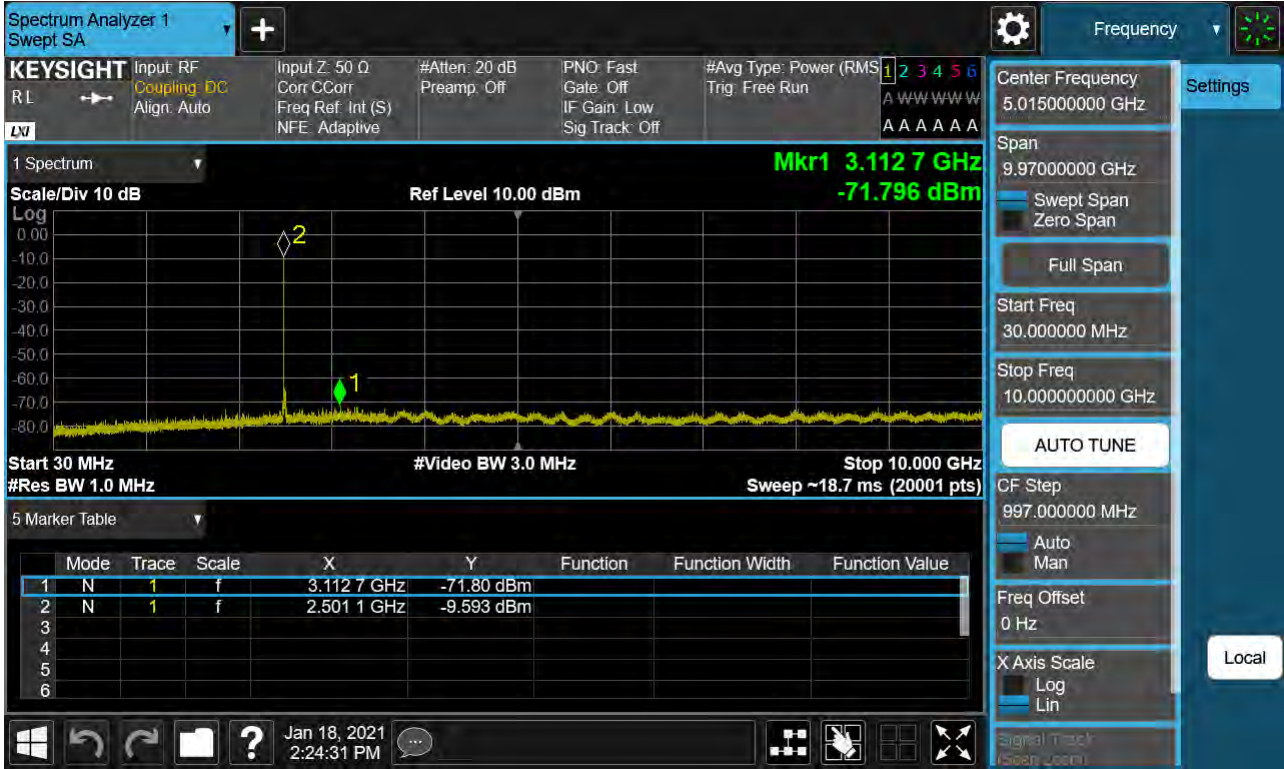 Spectrum Analyzer 1
Swept SA
+
Frequency
KEYSIGHT
RL
LXI
Input: RF
Coupling: DC
Align: Auto
Input Z: 50 Ω
Corr CCorr
Freq Ref: Int (S)
NFE: Adaptive
#Atten: 20 dB
Preamp: Off
PNO: Fast
Gate: Off
IF Gain: Low
Sig Track: Off
#Avg Type: Power (RMS
Trig: Free Run
1 2 3 4 5 6
A W W W W W
A A A A A A
1 Spectrum
Scale/Div 10 dB
Log
Ref Level 10.00 dBm
Mkr1 3.112 7 GHz
-71.796 dBm
0.00
-10.0
-20.0
-30.0
-40.0
-50.0
-60.0
-70.0
-80.0
2
1
Start 30 MHz
#Res BW 1.0 MHz
#Video BW 3.0 MHz
Stop 10.000 GHz
Sweep ~18.7 ms (20001 pts)
5 Marker Table
Mode Trace Scale X Y Function Function Width Function Value
1 N 1 f 3.112 7 GHz -71.80 dBm
2 N 1 f 2.501 1 GHz -9.593 dBm
3
4
5
6
Center Frequency
5.015000000 GHz
Span
9.97000000 GHz
Swept Span
Zero Span
Full Span
Start Freq
30.000000 MHz
Stop Freq
10.000000000 GHz
AUTO TUNE
CF Step
997.000000 MHz
Auto
Man
Freq Offset
0 Hz
X Axis Scale
Log
Lin
Signal Track
(Span Zoom)
Settings
Local
?
Jan 18, 2021
2:24:31 PM